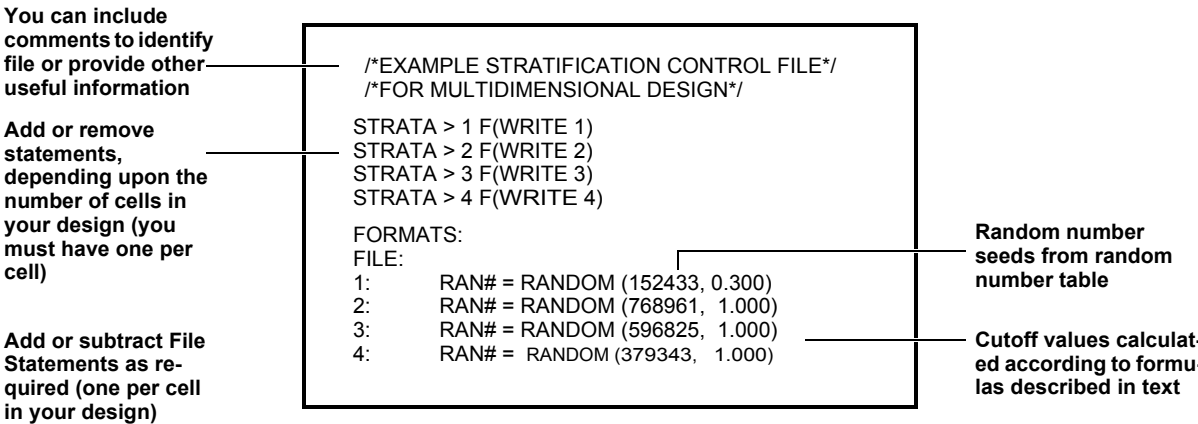 You can include
comments to identify
file or provide other
useful information
Add or remove
statements,
depending upon the
number of cells in
your design (you
must have one per
cell)
Add or subtract File
Statements as re-
quired (one per cell
in your design)
/*EXAMPLE STRATIFICATION CONTROL FILE*/
/*FOR MULTIDIMENSIONAL DESIGN*/
STRATA > 1 F(WRITE 1)
STRATA > 2 F(WRITE 2)
STRATA > 3 F(WRITE 3)
STRATA > 4 F(WRITE 4)
FORMATS:
FILE:
1: RAN# = RANDOM (152433, 0.300)
2: RAN# = RANDOM (768961, 1.000)
3: RAN# = RANDOM (596825, 1.000)
4: RAN# = RANDOM (379343, 1.000)
Random number
seeds from random
number table
Cutoff values calculat-
ed according to formu-
las described in text